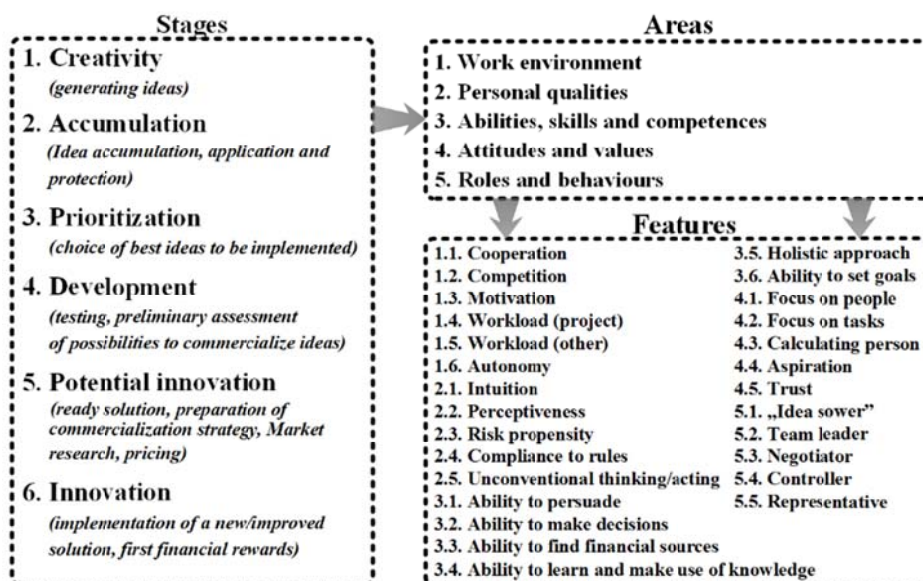 Stages
1. Creativity
(generating ideas)
2. Accumulation
(Idea accumulation, application and
protection)
3. Prioritization
(choice of best ideas to be implemented)
4. Development
(testing, preliminary assessment
of possibilities to commercialize ideas)
5. Potential innovation
(ready solution, preparation of
commercialization strategy, Market
research, pricing)
6. Innovation
(implementation of a new/improved
solution, first financial rewards)
Areas
1. Work environment
2. Personal qualities
3. Abilities, skills and competences
4. Attitudes and values
5. Roles and behaviours
Features
1.1. Cooperation
1.2. Competition
1.3. Motivation
1.4. Workload (project)
1.5. Workload (other)
1.6. Autonomy
2.1. Intuition
2.2. Perceptiveness
2.3. Risk propensity
2.4. Compliance to rules
2.5. Unconventional thinking/acting
3.1. Ability to persuade
3.2. Ability to make decisions
3.3. Ability to find financial sources
3.4. Ability to learn and make use of knowledge
3.5. Holistic approach
3.6. Ability to set goals
4.1. Focus on people
4.2. Focus on tasks
4.3. Calculating person
4.4. Aspiration
4.5. Trust
5.1. „Idea sower”
5.2. Team leader
5.3. Negotiator
5.4. Controller
5.5. Representative